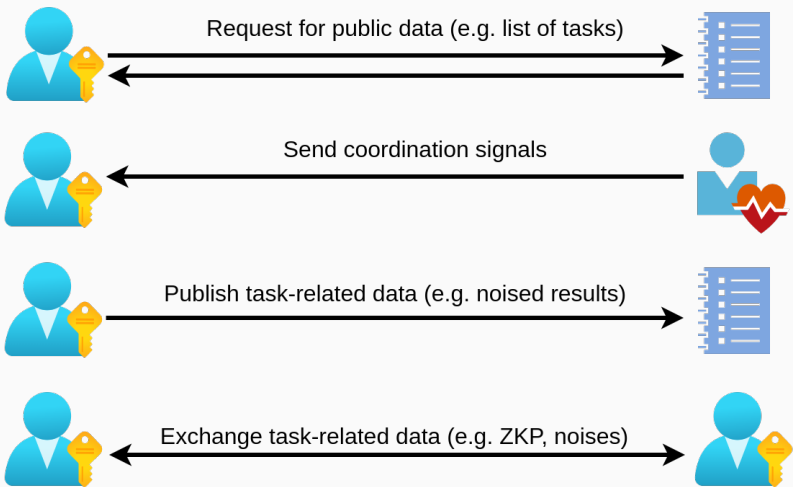 Request for public data (e.g. list of tasks)
Send coordination signals
Publish task-related data (e.g. noised results)
Exchange task-related data (e.g. ZKP, noises)